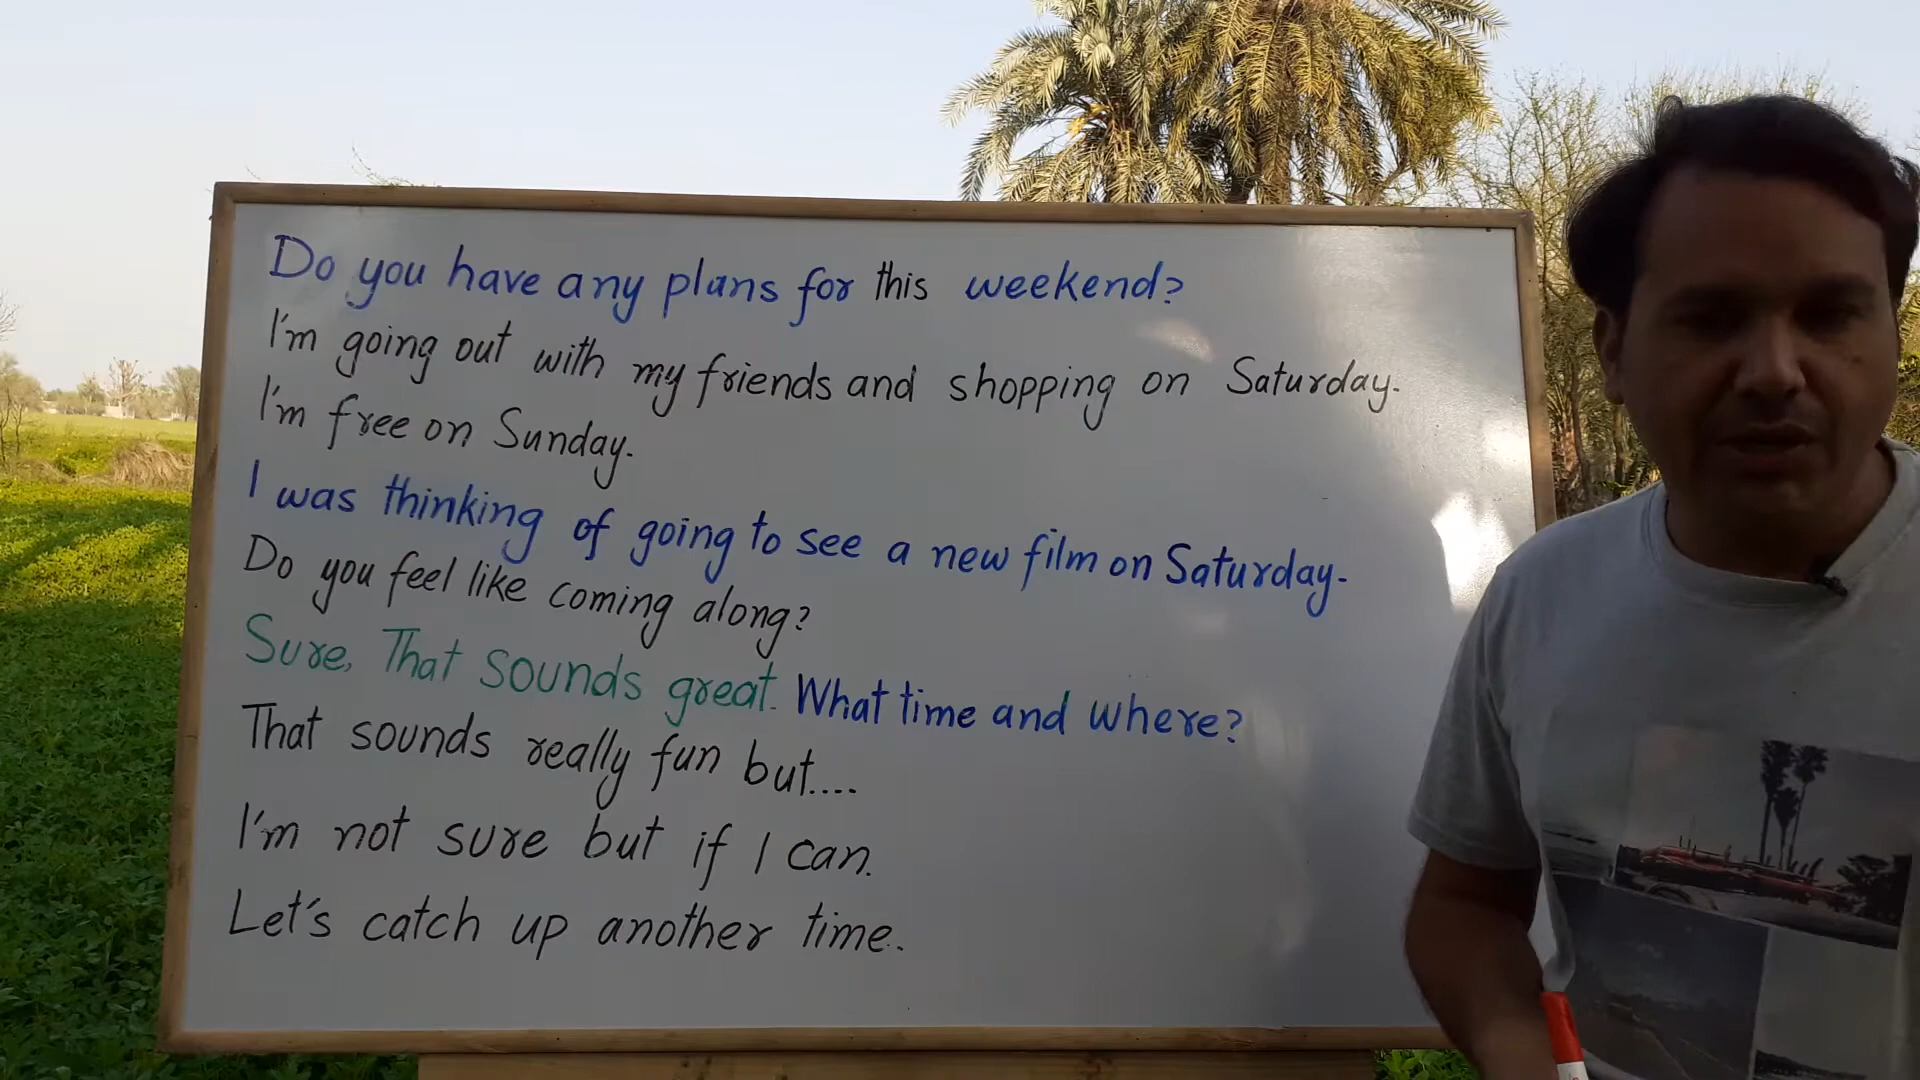 Do you have any plans for this weekend?
I'm going out with my friends and shopping on Saturday.
I'm free on Sunday.
I was thinking of going to see a new film on Saturday.
Do you feel like coming along?
Sure, That sounds great. What time and where?
That sounds really fun but....
I'm not sure but if I can.
Let's catch up another time.